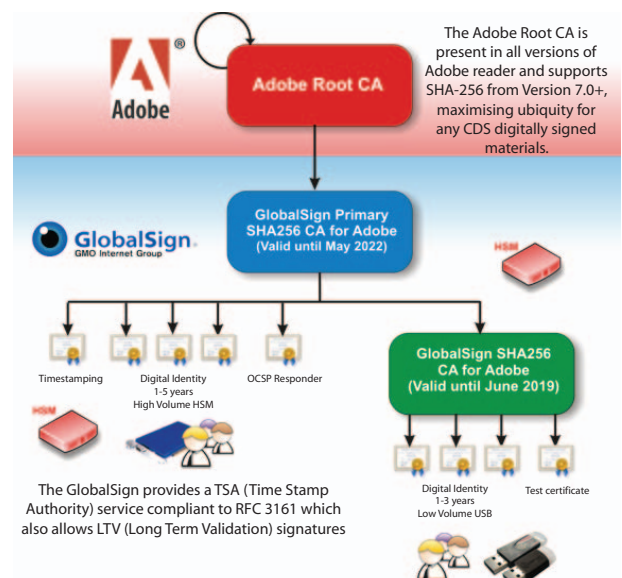 Adobe
®
Adobe Root CA
The Adobe Root CA is
present in all versions of
Adobe reader and supports
SHA-256 from Version 7.0+,
maximising ubiquity for
any CDS digitally signed
materials.
GlobalSign.
GMO Internet Group
GlobalSign Primary
SHA256 CA for Adobe
(Valid until May 2022)
HSM
Timestamping
Digital Identity
1-5 years
High Volume HSM
OCSP Responder
GlobalSign SHA256
CA for Adobe
(Valid until June 2019)
HSM
The GlobalSign provides a TSA (Time Stamp
Authority) service compliant to RFC 3161 which
also allows LTV (Long Term Validation) signatures
Digital Identity
1-3 years
Low Volume USB
Test certificate